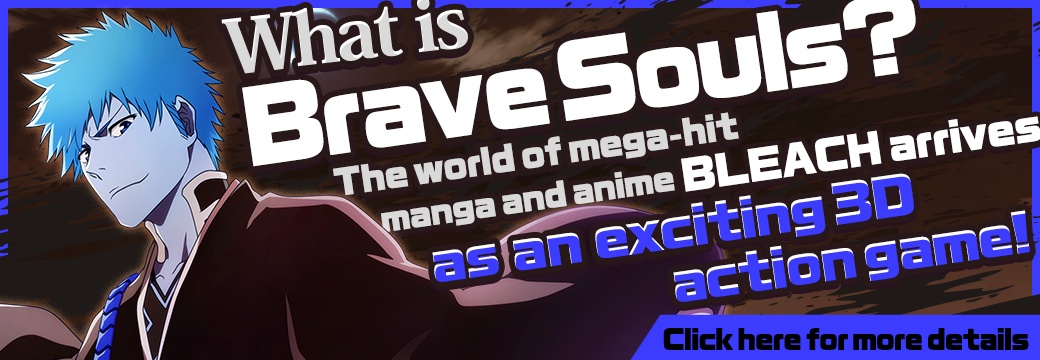 What is
Brave Souls?
The world of mega-hit
manga and anime BLEACH arrives
as an exciting 3D
action game!
Click here for more details